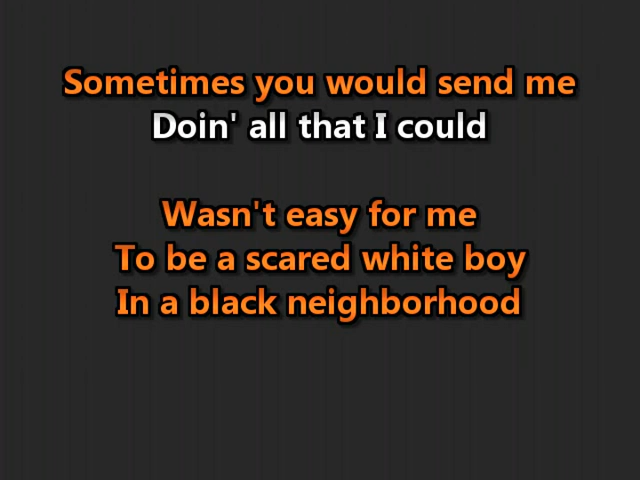 Sometimes you would send me
Doin' all that I could
Wasn't easy for me
To be a scared white boy
In a black neighborhood